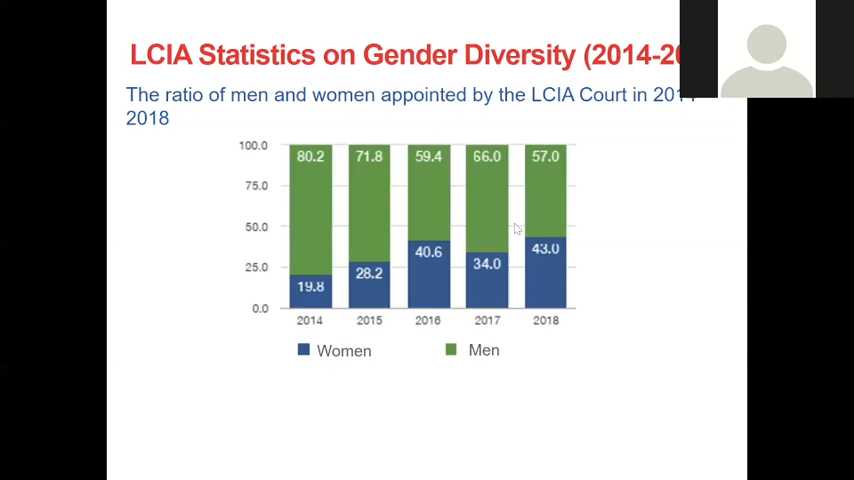 LCIA Statistics on Gender Diversity (2014-20
The ratio of men and women appointed by the LCIA Court in 2014-
2018
100.0
80.2 71.8 59.4 66.0 57.0
75.0
50.0
40.6 34.0 43.0
25.0
19.8 28.2
0.0
2014 2015 2016 2017 2018
Women Men